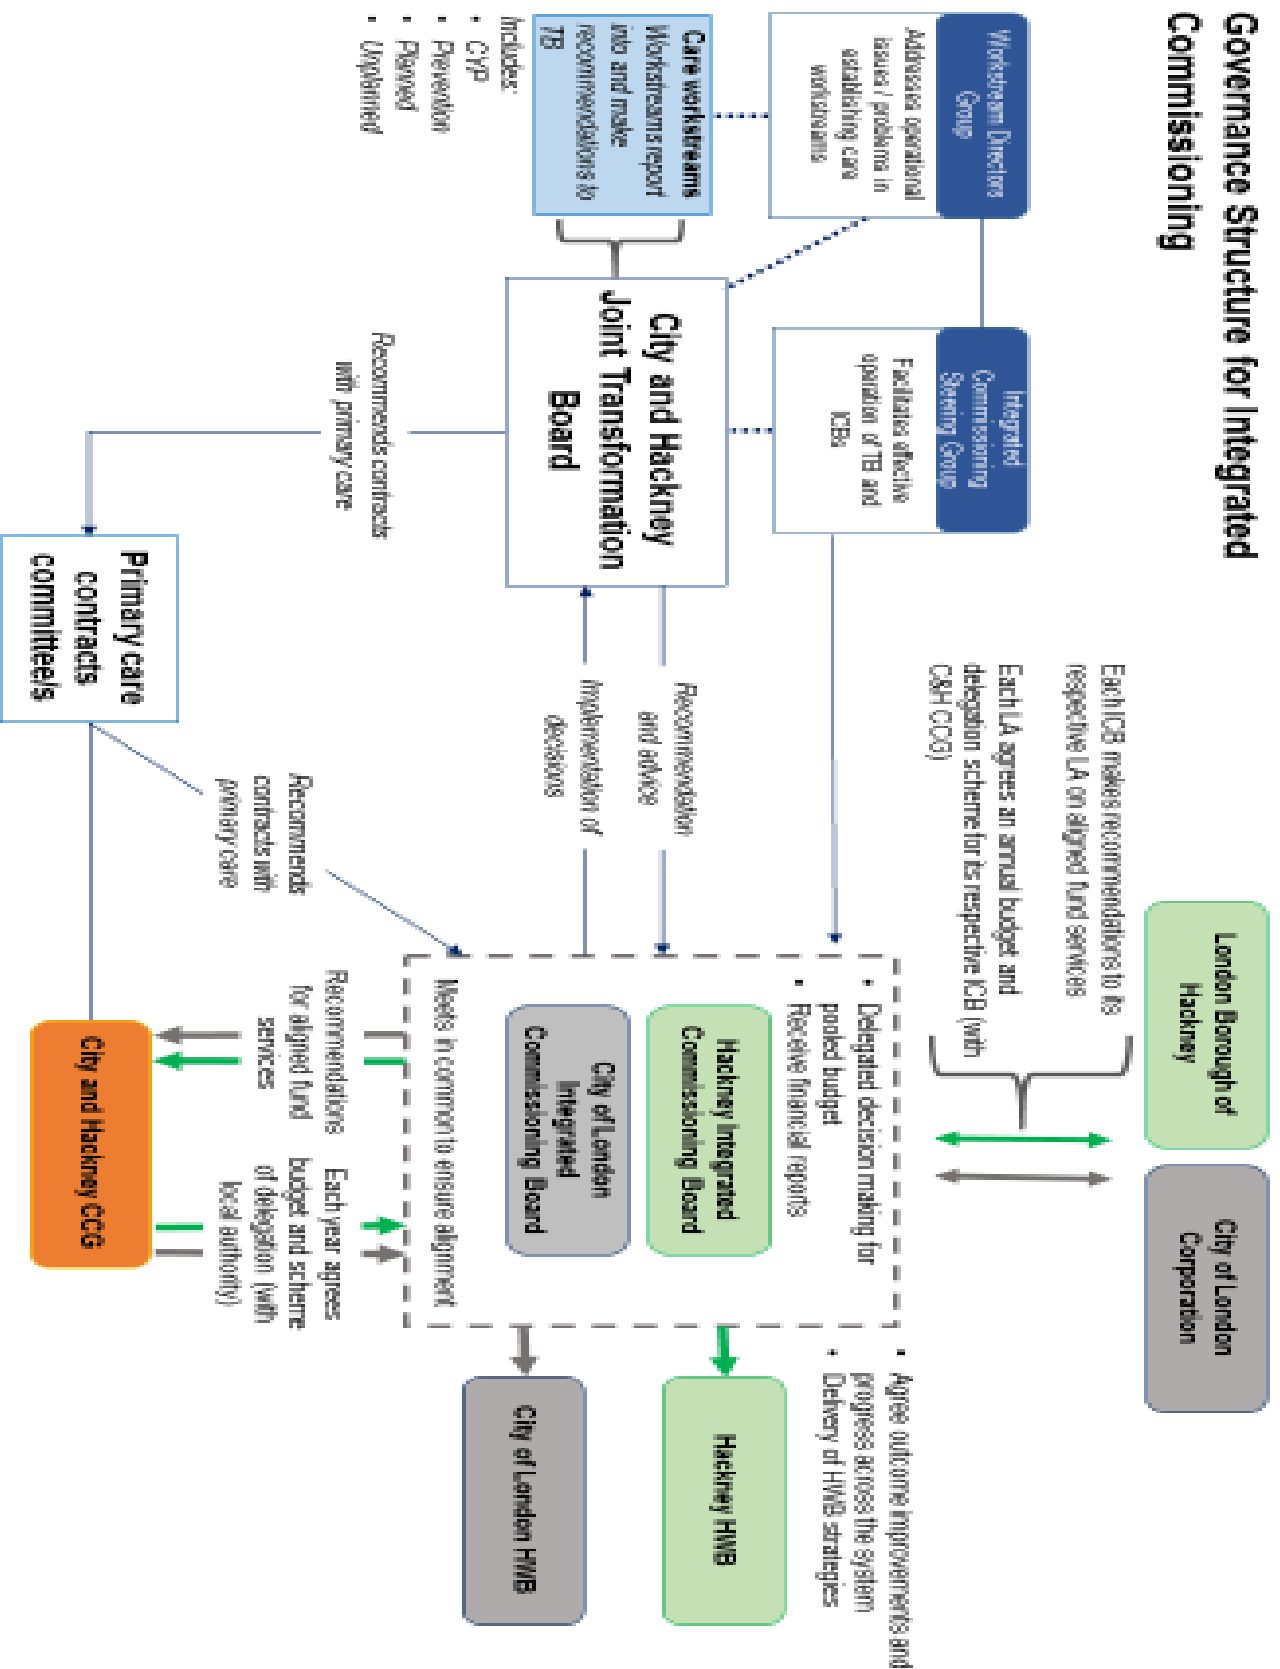 Governance Structure for Integrated
Commissioning
London Borough of
Hackney
City of London
Corporation
Workstream Directors
Group
Addresses operational
issues / problems in
establishing care
workstreams
Integrated
Commissioning
Steering Group
Facilitates effective
operation of TB and
ICBs
Each ICB makes recommendations to its
respective LA on aligned fund services
Each LA agrees an annual budget and
delegation scheme for its respective ICB (with
C&H CCG)
Care workstreams
Workstreams report
into and make
recommendations to
TB
Includes:
• CYP
• Prevention
• Planned
• Unplanned
City and Hackney
Joint Transformation
Board
Recommendation
and advice
Implementation of
decisions
• Delegated decision making for
pooled budget
• Receive financial reports
Hackney Integrated
Commissioning Board
City of London
Integrated
Commissioning Board
Meets in common to ensure alignment
• Agree outcome improvements and
progress across the system
• Delivery of HWB strategies
Hackney HWB
City of London HWB
Recommends contracts
with primary care
Primary care
contracts
committeels
Recommends
contracts with
primary care
Recommendations
for aligned fund
services
Each year agrees
budget and scheme
of delegation (with
local authority)
City and Hackney CCG